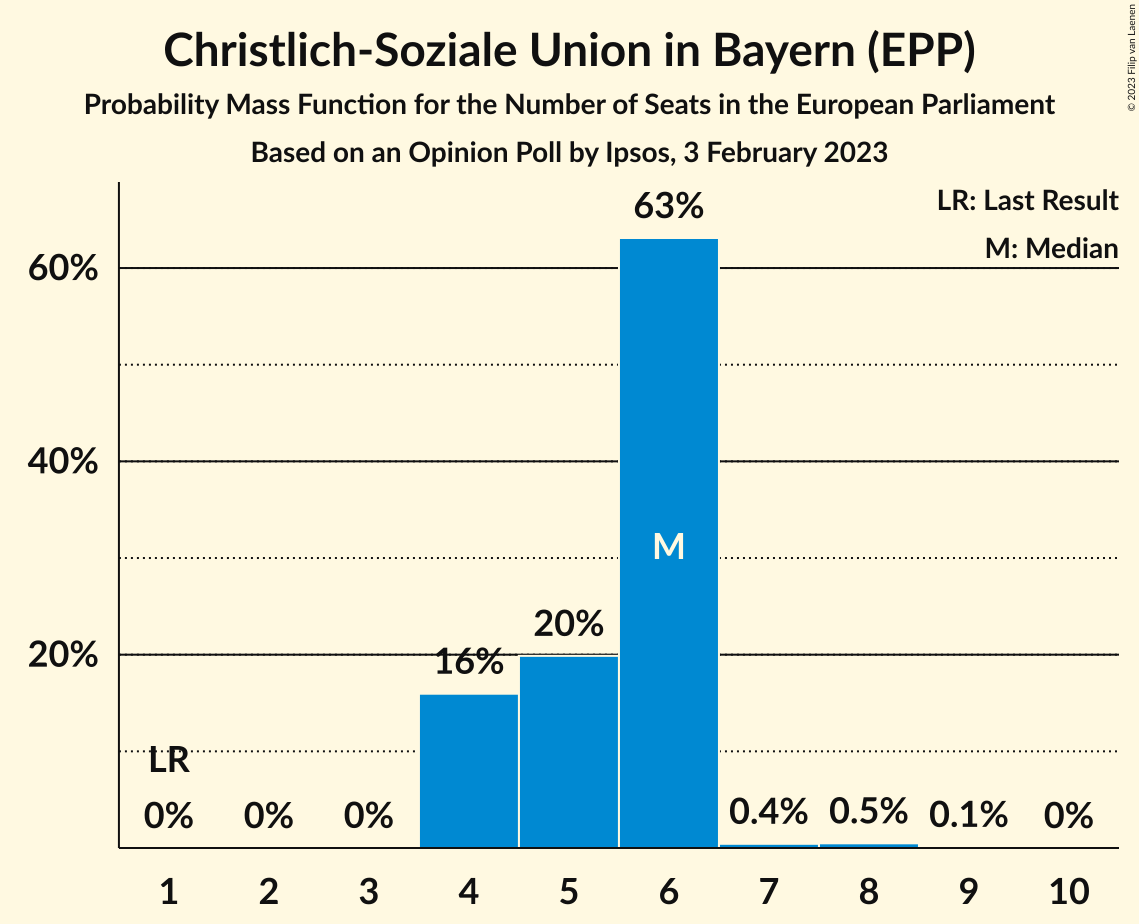 Christlich-Soziale Union in Bayern (EPP)
Probability Mass Function for the Number of Seats in the European Parliament
Based on an Opinion Poll by Ipsos, 3 February 2023
© 2023 Filip van Laenen
LR: Last Result
M: Median
63%
60%
40%
M
20%
20%
16%
LR
0%
0%
0%
0.4%
0.5%
0.1%
0%
1 2 3 4 5 6 7 8 9 10